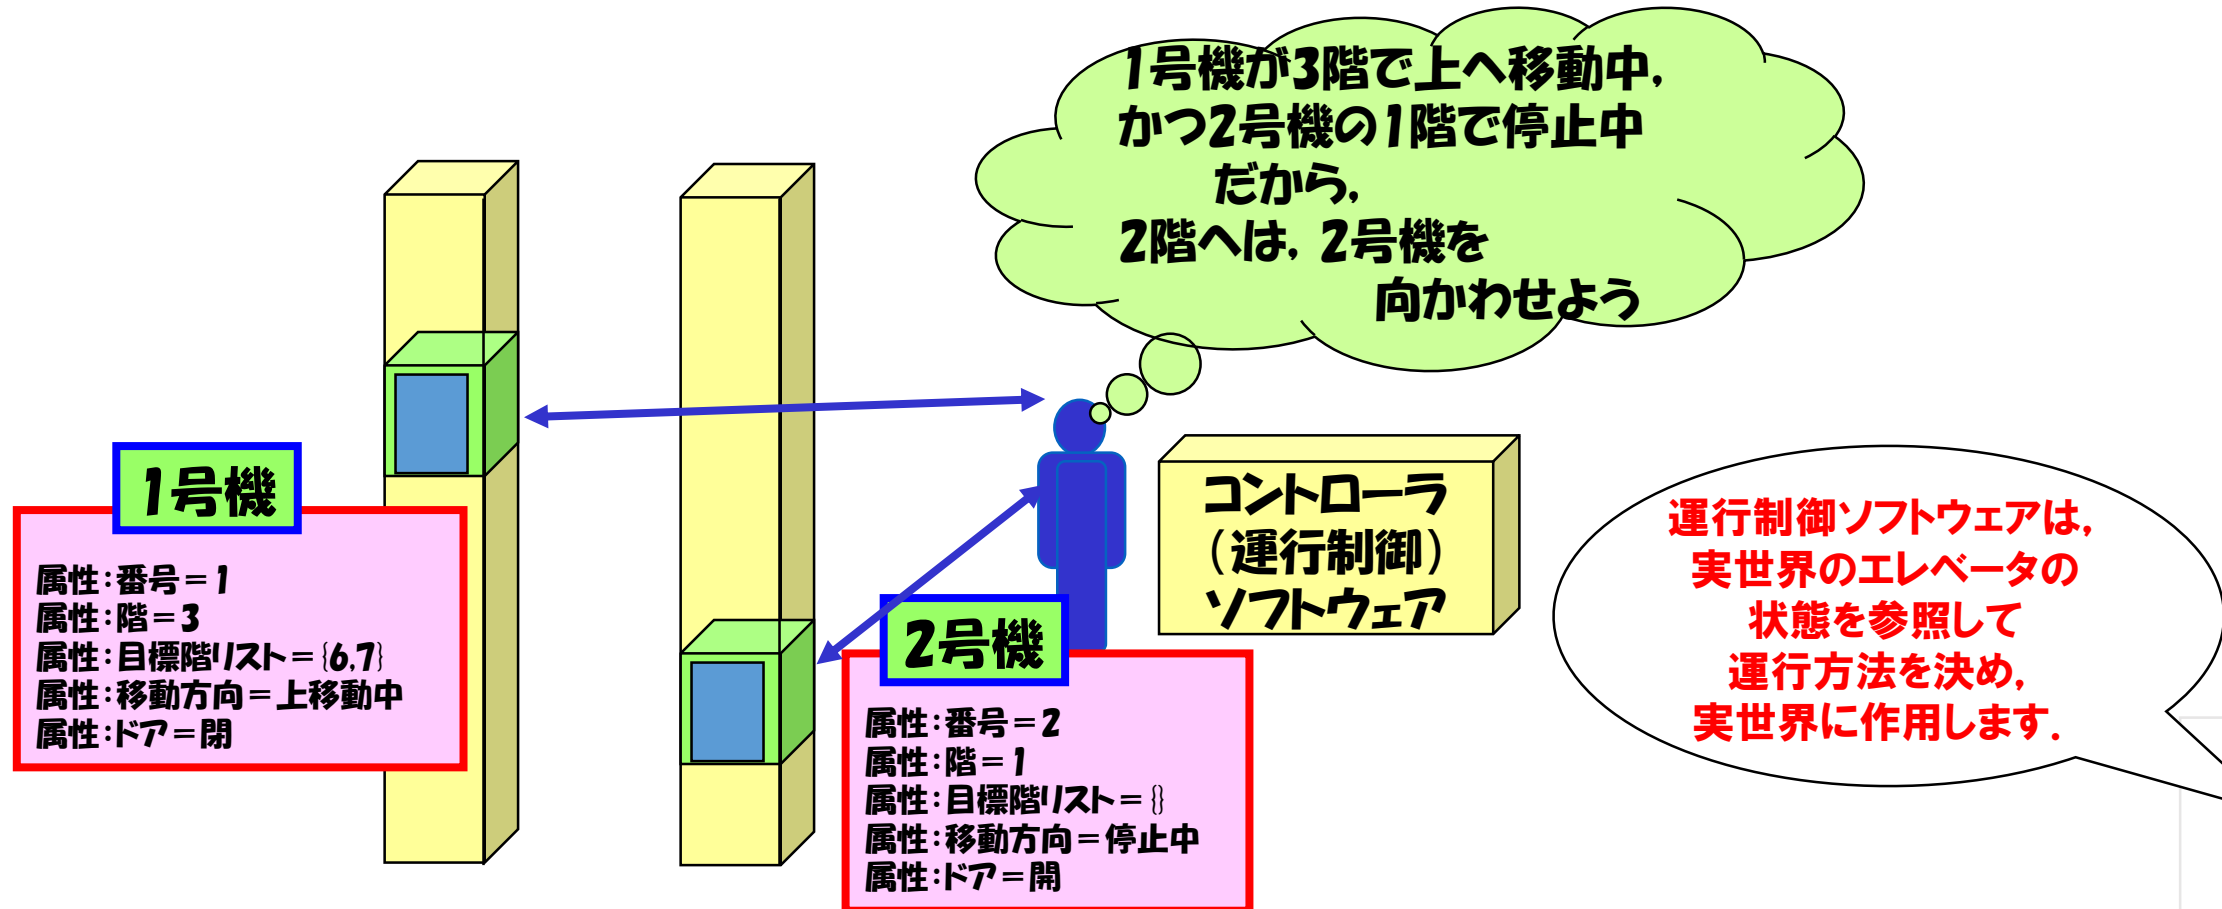 1号機が3階で上へ移動中,
かつ2号機の1階で停止中
だから,
2階へは, 2号機を
向かわせよう
1号機
属性:番号=1
属性:階=3
属性:目標階リスト={6,7}
属性:移動方向=上移動中
属性:ドア=閉
コントローラ
(運行制御)
ソフトウェア
2号機
属性:番号=2
属性:階=1
属性:目標階リスト={}
属性:移動方向=停止中
属性:ドア=開
運行制御ソフトウェアは,
実世界のエレベータの
状態を参照して
運行方法を決め,
実世界に作用します.